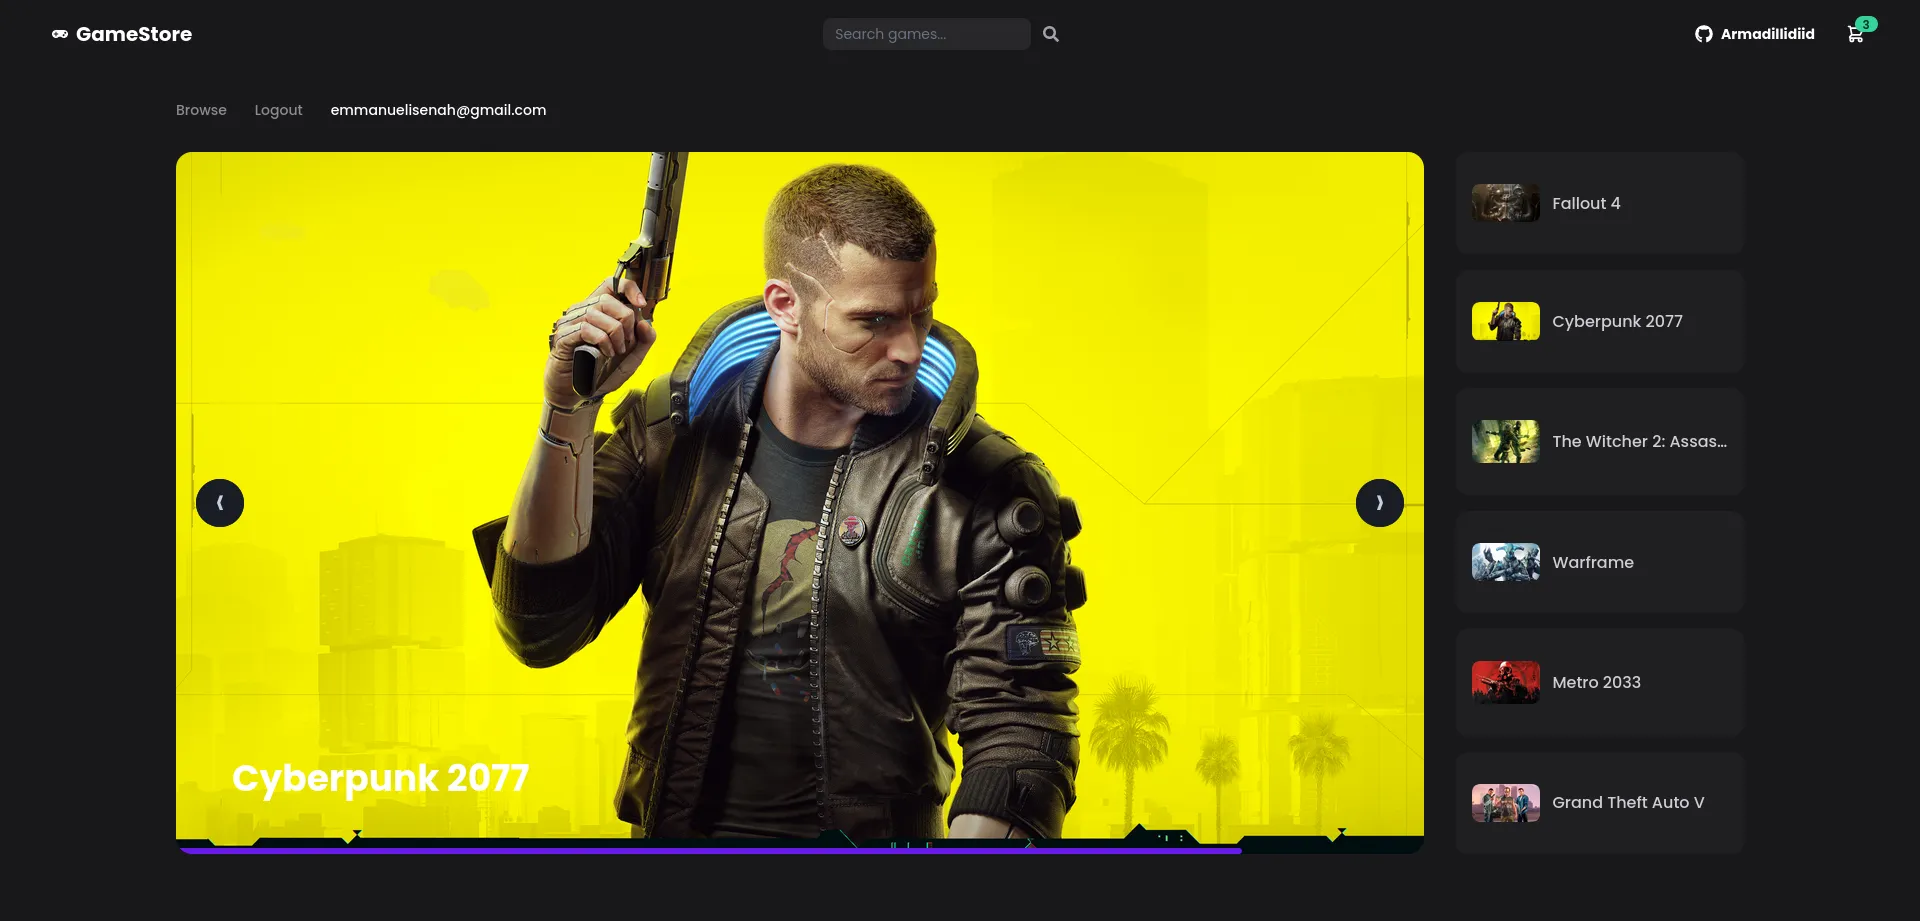 GameStore
Search games...
Armadillidiid
3
Browse
Logout
emmanuelisenah@gmail.com
Cyberpunk 2077
Fallout 4
Cyberpunk 2077
The Witcher 2: Assas...
Warframe
Metro 2033
Grand Theft Auto V